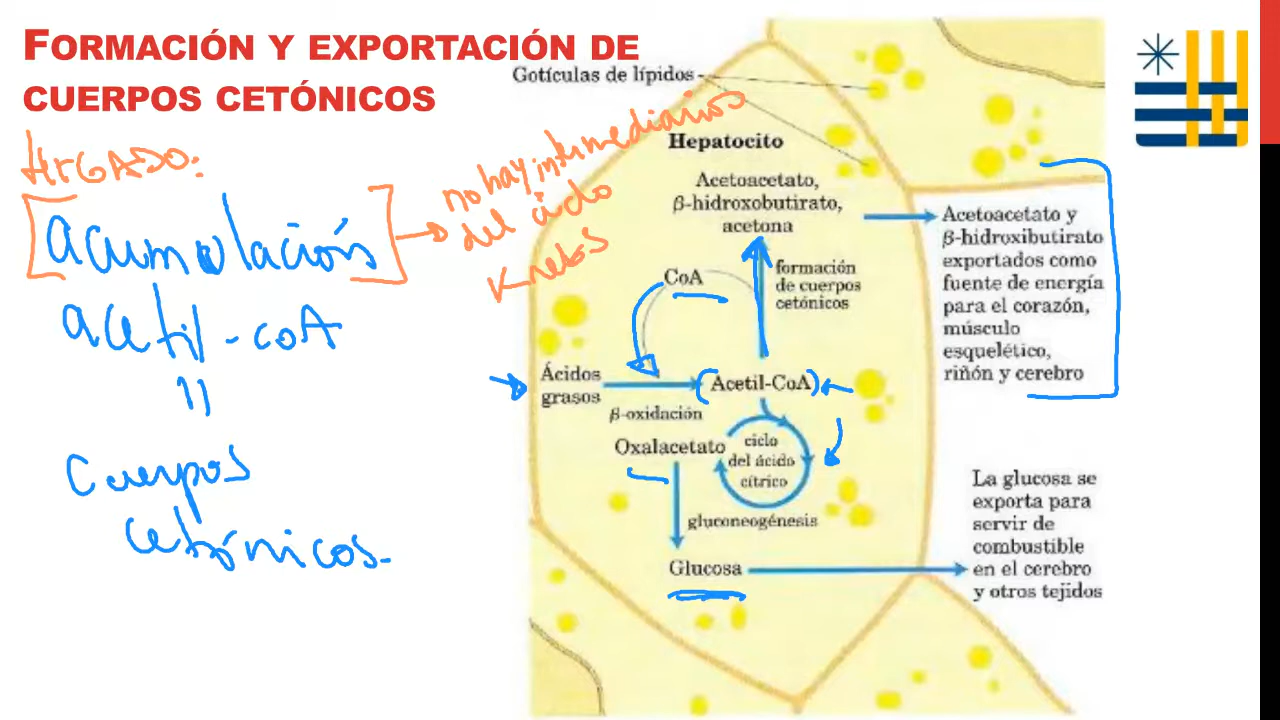 FORMACIÓN Y EXPORTACIÓN DE
CUERPOS CETÓNICOS
HIGADO:
acumulación
acetil-coA
cuerpos
cetónicos.
no hay intermediarios
del ciclo
Krebs
Gotículas de lípidos
Hepatocito
Acetoacetato,
β-hidroxobutirato,
acetona
CoA
formación
de cuerpos
cetónicos
Ácidos
grasos
β-oxidación
Acetil-CoA
Oxalacetato
ciclo
del ácido
cítrico
gluconeogénesis
Glucosa
Acetoacetato y
β-hidroxibutirato
exportados como
fuente de energía
para el corazón,
músculo
esquelético,
riñón y cerebro
La glucosa se
exporta para
servir de
combustible
en el cerebro
y otros tejidos